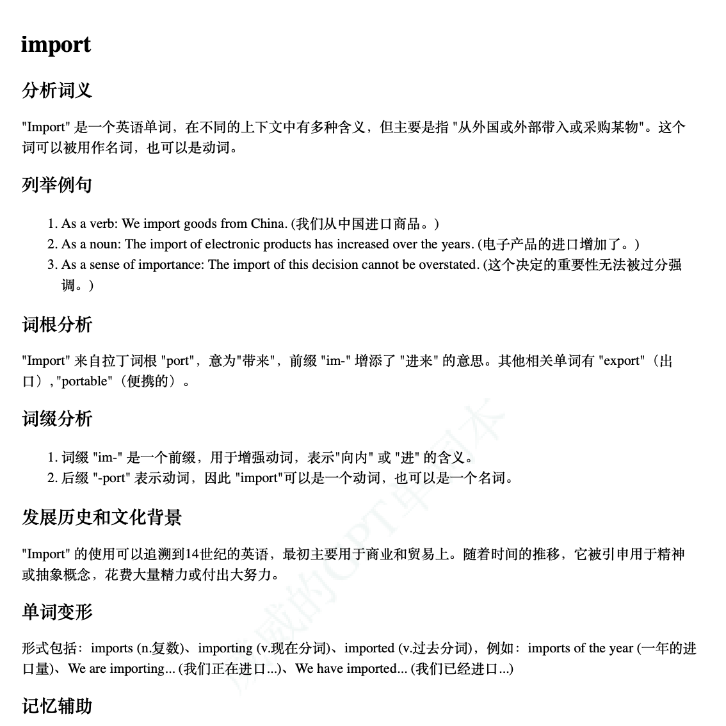 import
分析词义
"Import" 是一个英语单词，在不同的上下文中有多种含义，但主要是指 "从外国或外部带入或采购某物"。这个
词可以被用作名词，也可以是动词。
列举例句
1. As a verb: We import goods from China. (我们从中国进口商品。)
2. As a noun: The import of electronic products has increased over the years. (电子产品的进口增加了。)
3. As a sense of importance: The import of this decision cannot be overstated. (这个决定的重要性无法被过分强
调。)
词根分析
"Import" 来自拉丁词根 "port"，意为"带来"，前缀 "im-" 增添了 "进来" 的意思。其他相关单词有 "export"（出
口）, "portable"（便携的）。
词缀分析
1. 词缀 "im-" 是一个前缀，用于增强动词，表示"向内" 或 "进" 的含义。
2. 后缀 "-port" 表示动词，因此 "import"可以是一个动词，也可以是一个名词。
发展历史和文化背景
"Import" 的使用可以追溯到14世纪的英语，最初主要用于商业和贸易上。随着时间的推移，它被引申用于精神
或抽象概念，花费大量精力或付出大努力。
单词变形
形式包括：imports (n.复数)、importing (v.现在分词)、imported (v.过去分词)，例如：imports of the year (一年的进
口量)、We are importing... (我们正在进口...)、We have imported... (我们已经进口...)
记忆辅助